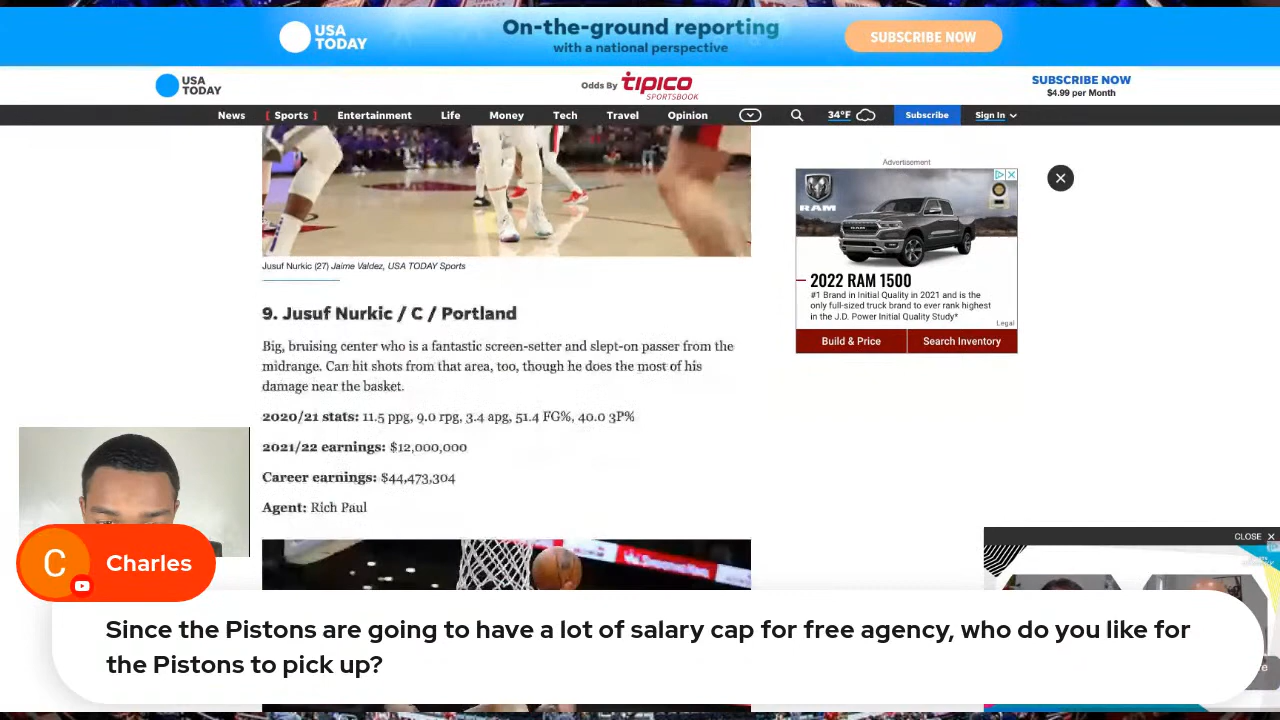 USA
TODAY
On-the-ground reporting
with a national perspective
SUBSCRIBE NOW
USA
TODAY
Odds By tipico
SPORTSBOOK
SUBSCRIBE NOW
$4.99 per Month
News
Sports
Entertainment
Life
Money
Tech
Travel
Opinion
34°F
Subscribe
Sign In
Jusuf Nurkic (27) Jaime Valdez, USA TODAY Sports
9. Jusuf Nurkic / C / Portland
Big, bruising center who is a fantastic screen-setter and slept-on passer from the
midrange. Can hit shots from that area, too, though he does the most of his
damage near the basket.
2020/21 stats: 11.5 ppg, 9.0 rpg, 3.4 apg, 51.4 FG%, 40.0 3P%
2021/22 earnings: $12,000,000
Career earnings: $44,473,304
Agent: Rich Paul
Advertisement
RAM
2022 RAM 1500
#1 Brand in Initial Quality in 2021 and is the
only full-sized truck brand to ever rank highest
in the J.D. Power Initial Quality Study*
Legal
Build & Price
Search Inventory
CLOSE
C
Charles
Since the Pistons are going to have a lot of salary cap for free agency, who do you like for
the Pistons to pick up?